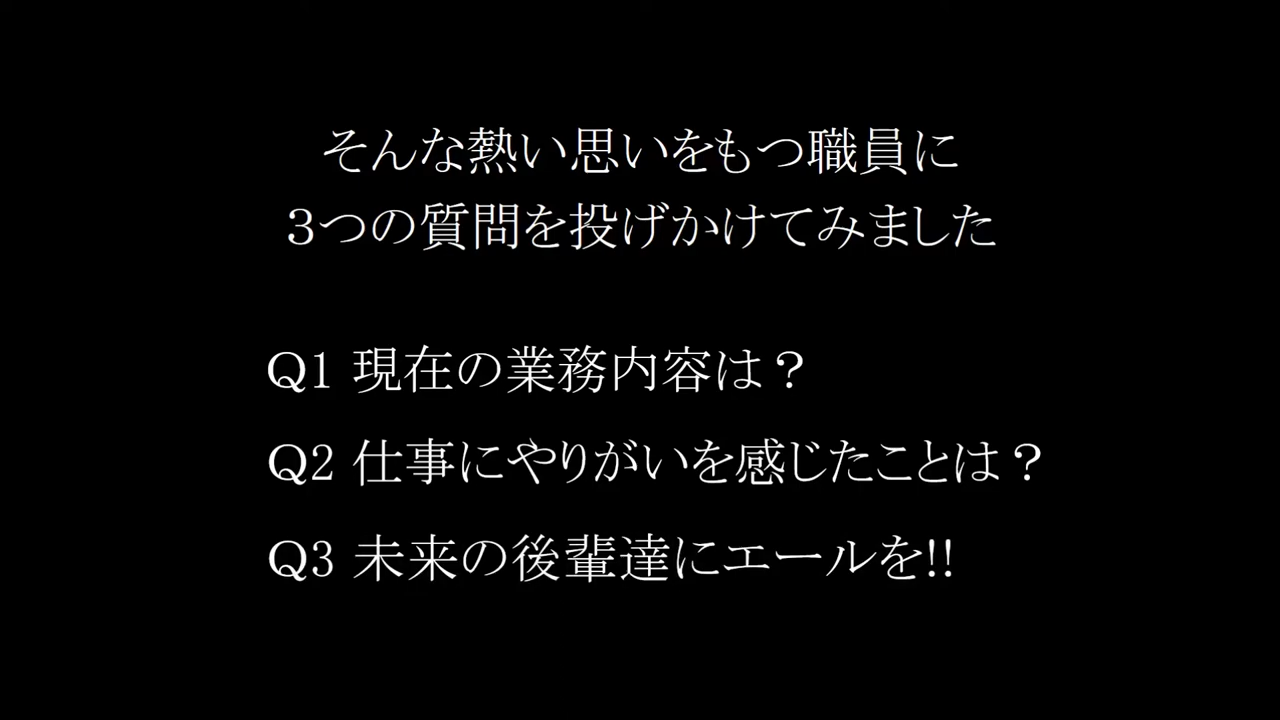 そんな熱い思いをもつ職員に
３つの質問を投げかけてみました
Q1 現在の業務内容は？
Q2 仕事にやりがいを感じたことは？
Q3 未来の後輩達にエールを!!